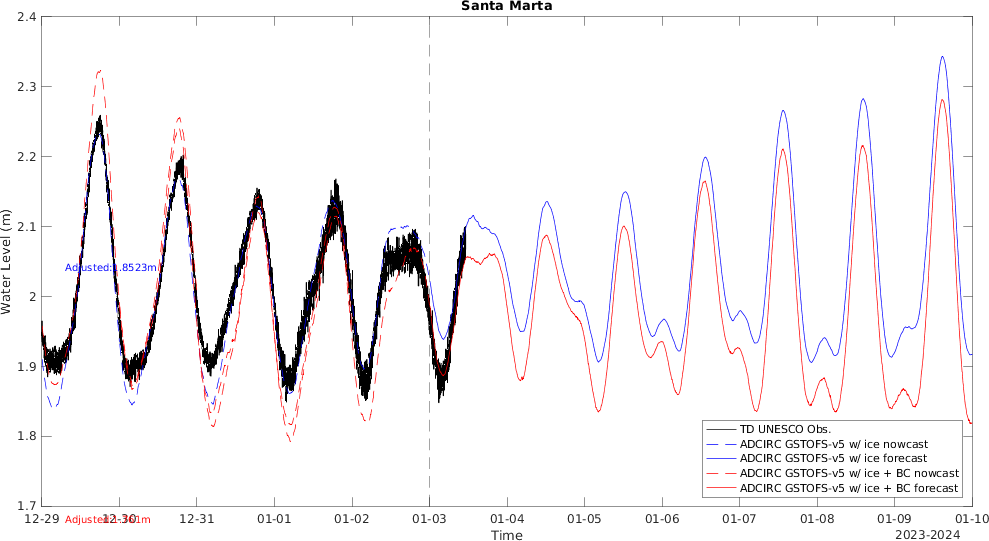 Santa Marta
2.4
2.3
2.2
2.1
2
1.9
1.8
1.7
Water Level (m)
TD UNESCO Obs.
ADCIRC GSTOFS-v5 w/ ice nowcast
ADCIRC GSTOFS-v5 w/ ice forecast
ADCIRC GSTOFS-v5 w/ ice + BC nowcast
ADCIRC GSTOFS-v5 w/ ice + BC forecast
12-29 12-30 12-31 01-01 01-02 01-03 01-04 01-05 01-06 01-07 01-08 01-09 01-10
Time
2023-2024